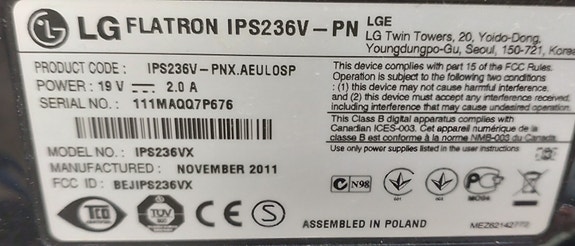 LG FLATRON IPS236V-PN LGE
LG Twin Towers, 20, Yoido-Dong,
Youngdungpo-Gu, Seoul, 150-721, Korea
PRODUCT CODE : IPS236V-PNX.AEULOSP
POWER : 19 V ⎓ 2.0 A
SERIAL NO. : 111MAQQ7P676
This device complies with part 15 of the FCC Rules.
Operation is subject to the following two conditions
: (1) this device may not cause harmful interference,
and (2) this device must accept any interference received,
including interference that may cause undesired operation.
This Class B digital apparatus complies with
Canadian ICES-003. Cet appareil numérique de la
classe B est conforme à la norme NMB-003 du Canada.
Use only power supplies listed in the user instructions
MODEL NO. : IPS236VX
MANUFACTURED : NOVEMBER 2011
FCC ID : BEJIPS236VX
N98
TCO
TUV
CE
S
ASSEMBLED IN POLAND
MEZ62142770